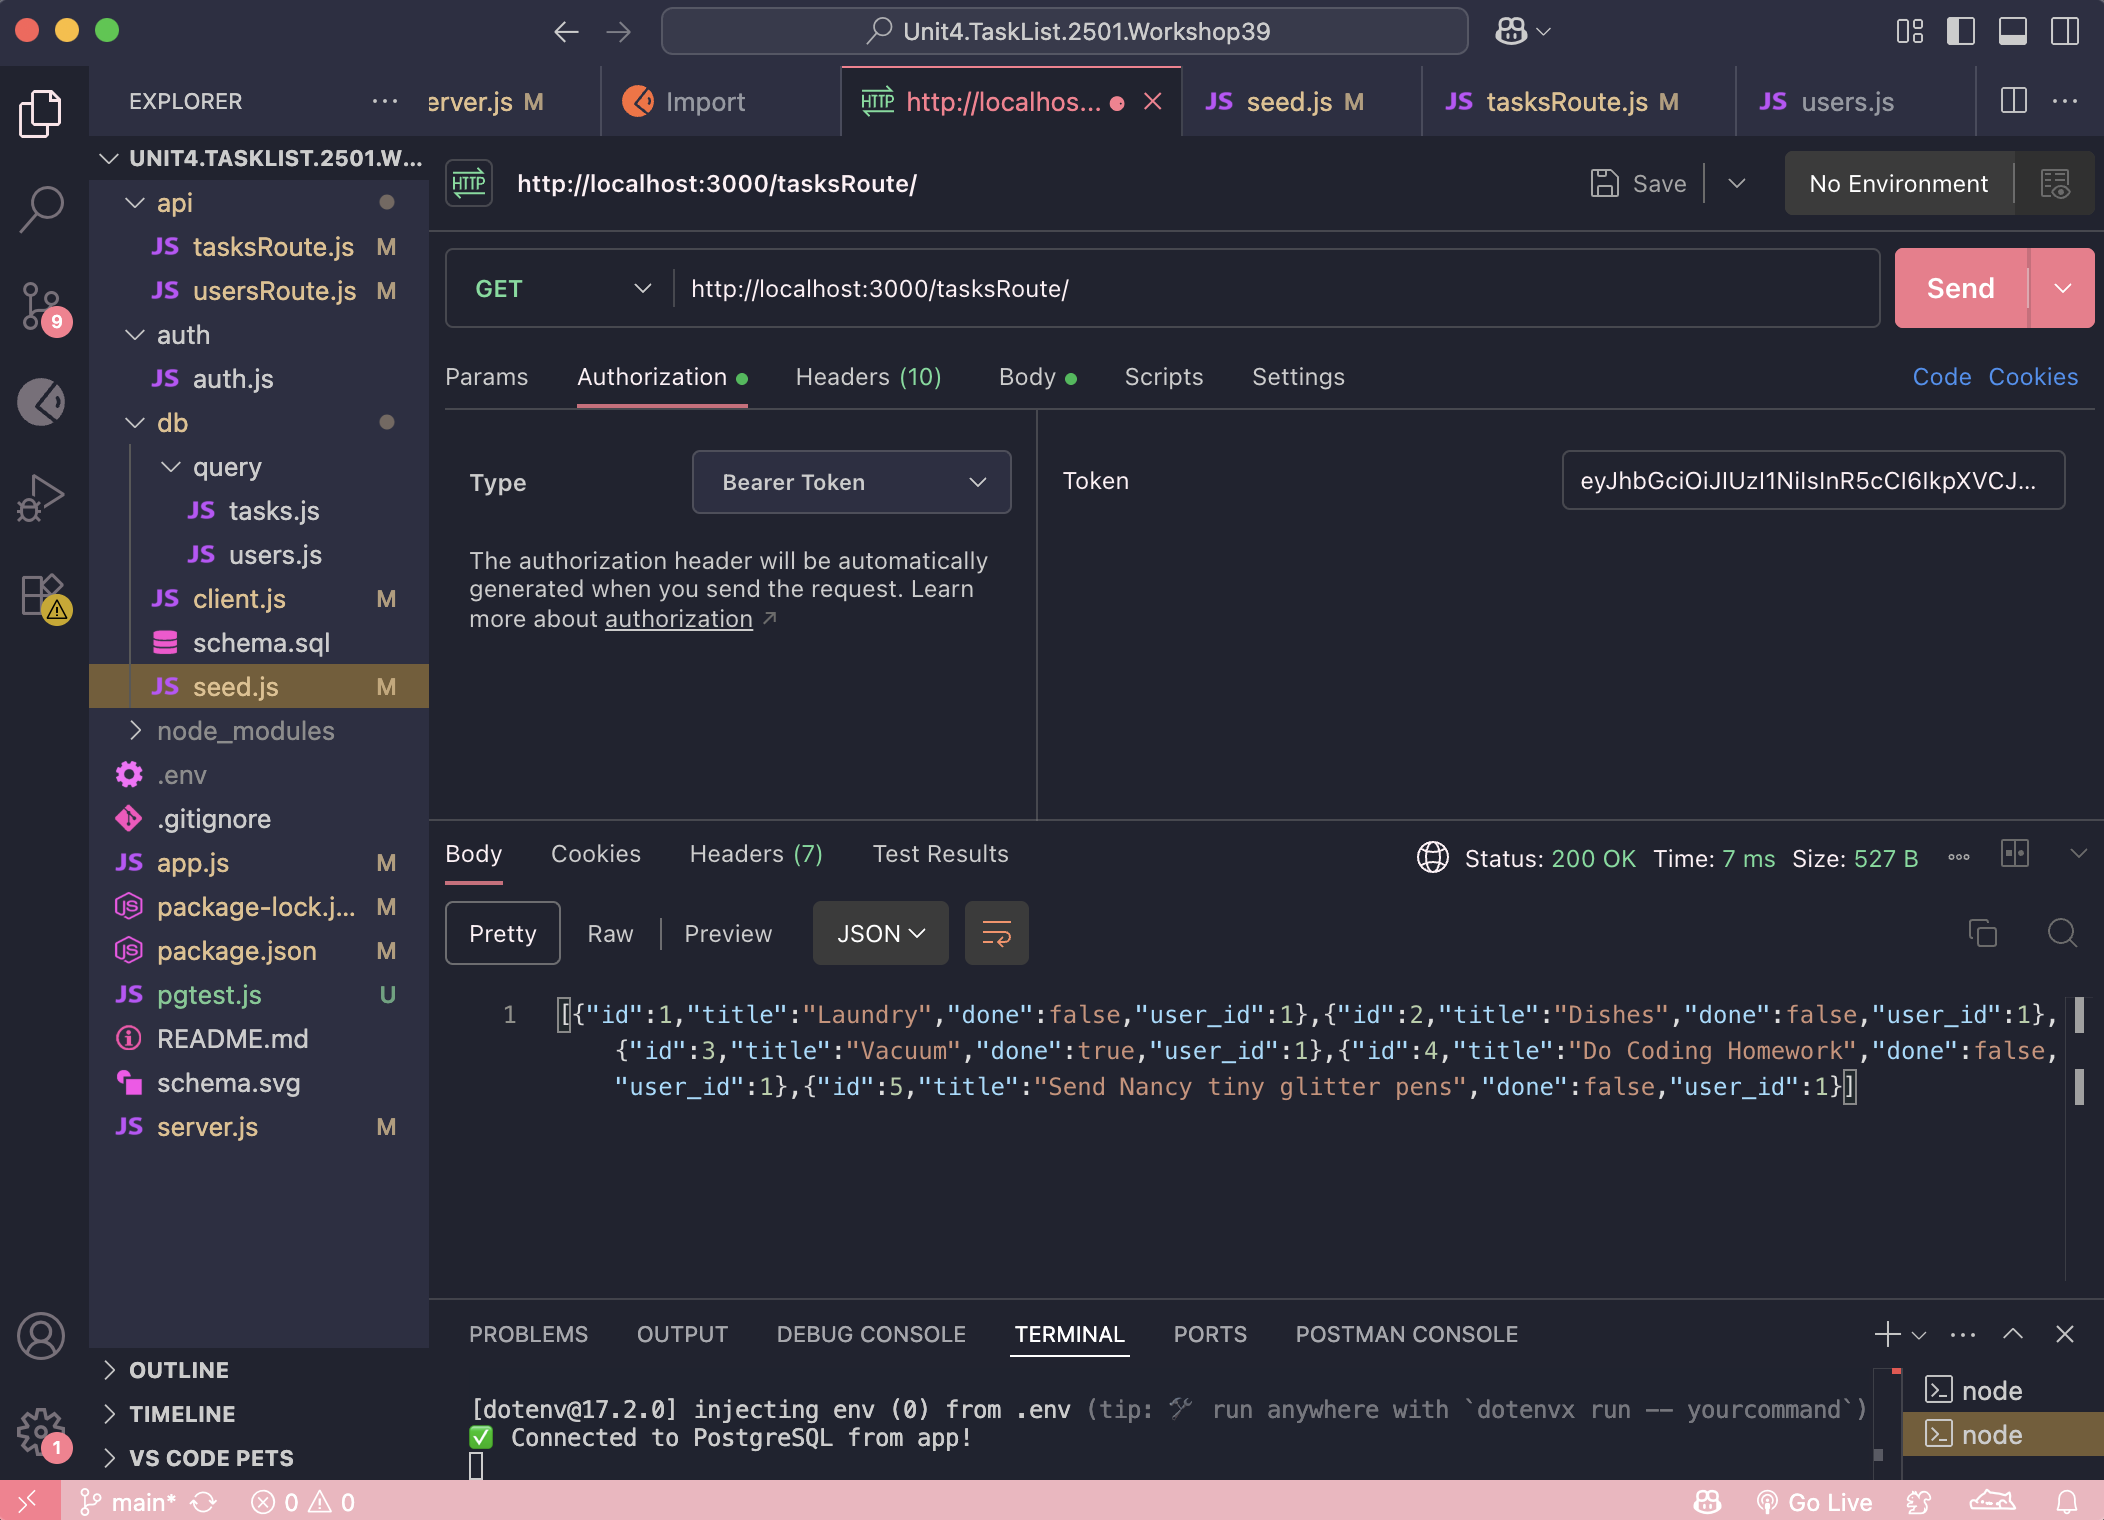 Unit4.TaskList.2501.Workshop39
EXPLORER
erver.js M
Import
HTTP http://localhos...
JS seed.js M
JS tasksRoute.js M
JS users.js
UNIT4.TASKLIST.2501.W...
api
JS tasksRoute.js M
JS usersRoute.js M
auth
JS auth.js
db
query
JS tasks.js
JS users.js
JS client.js M
schema.sql
JS seed.js M
node_modules
.env
.gitignore
JS app.js M
package-lock.j... M
package.json M
JS pgtest.js U
README.md
schema.svg
JS server.js M
OUTLINE
TIMELINE
VS CODE PETS
9
1
HTTP http://localhost:3000/tasksRoute/
Save
No Environment
GET http://localhost:3000/tasksRoute/
Send
Params Authorization Headers (10) Body Scripts Settings
Code Cookies
Type Bearer Token
The authorization header will be automatically
generated when you send the request. Learn
more about authorization
Token eyJhbGciOiJIUzI1NiIsInR5cCI6IkpXVCJ...
Body Cookies Headers (7) Test Results
Status: 200 OK Time: 7 ms Size: 527 B
Pretty Raw Preview JSON
1 [{"id":1,"title":"Laundry","done":false,"user_id":1},{"id":2,"title":"Dishes","done":false,"user_id":1},
{"id":3,"title":"Vacuum","done":true,"user_id":1},{"id":4,"title":"Do Coding Homework","done":false,
"user_id":1},{"id":5,"title":"Send Nancy tiny glitter pens","done":false,"user_id":1}]
PROBLEMS OUTPUT DEBUG CONSOLE TERMINAL PORTS POSTMAN CONSOLE
[dotenv@17.2.0] injecting env (0) from .env (tip: 🛠️ run anywhere with `dotenvx run -- yourcommand`)
✅ Connected to PostgreSQL from app!
node
node
main* 0 0
Go Live